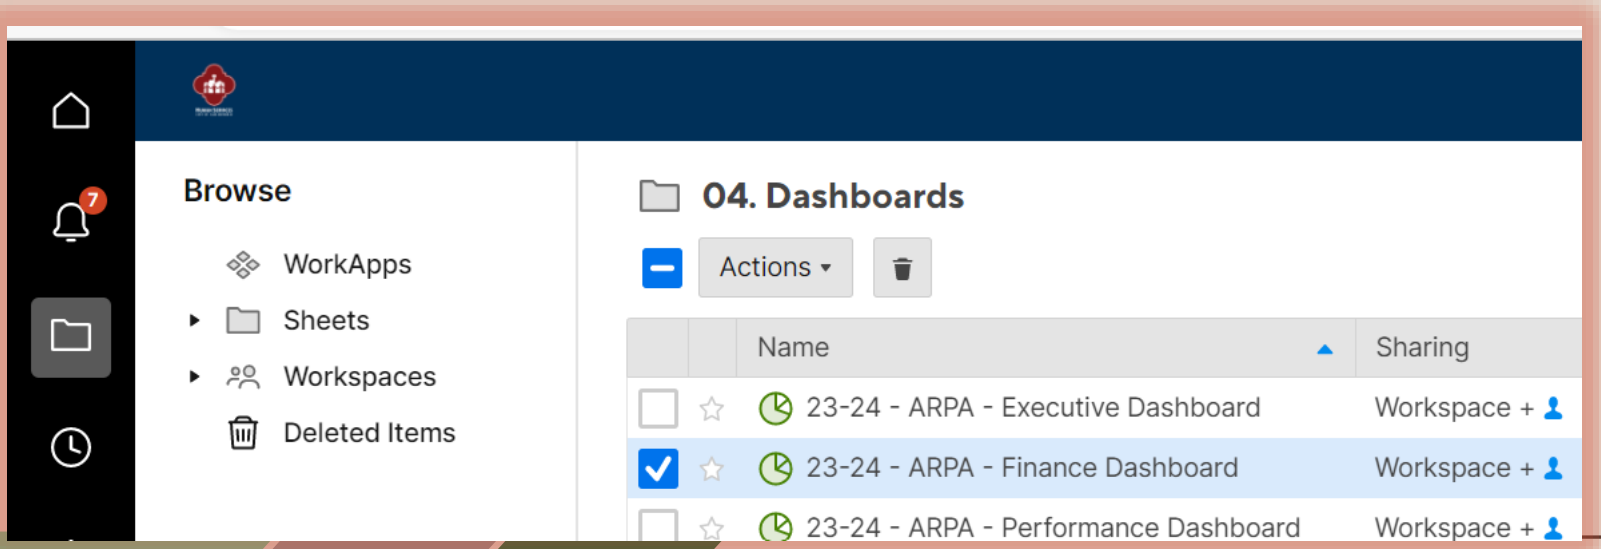 7
Browse
WorkApps
Sheets
Workspaces
Deleted Items
04. Dashboards
Actions
Name
Sharing
23-24 - ARPA - Executive Dashboard
Workspace +
23-24 - ARPA - Finance Dashboard
Workspace +
23-24 - ARPA - Performance Dashboard
Workspace +